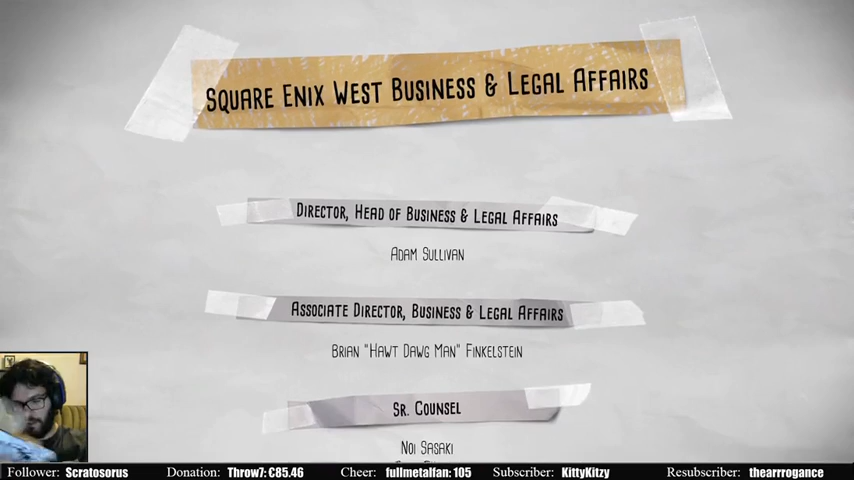 Square Enix West Business & Legal Affairs
Director, Head of Business & Legal Affairs
Adam Sullivan
Associate Director, Business & Legal Affairs
Brian "Hawt Dawg Man" Finkelstein
Sr. Counsel
Noi Sasaki
Follower: Scratosorus Donation: Throw7: €85.46 Cheer: fullmetalfan: 105 Subscriber: KittyKitzy Resubscriber: thearrrogance